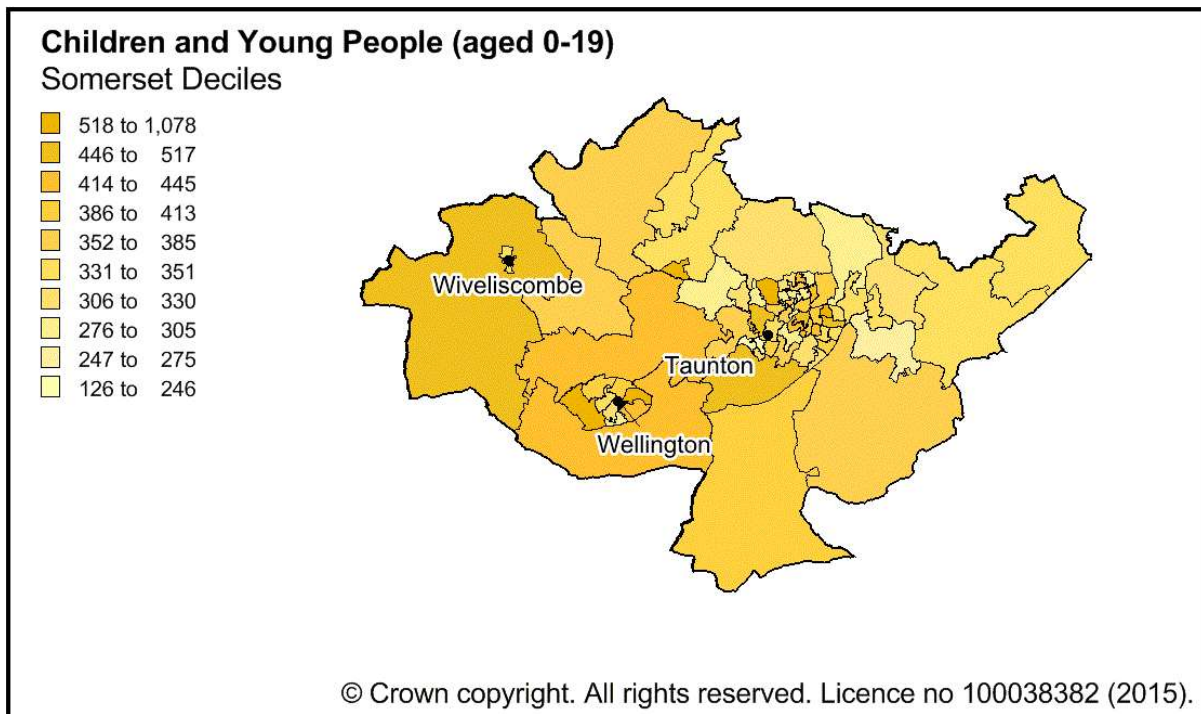 Children and Young People (aged 0-19)
Somerset Deciles
518 to 1,078
446 to 517
414 to 445
386 to 413
352 to 385
331 to 351
306 to 330
276 to 305
247 to 275
126 to 246
Wiveliscombe
Taunton
Wellington
© Crown copyright. All rights reserved. Licence no 100038382 (2015).